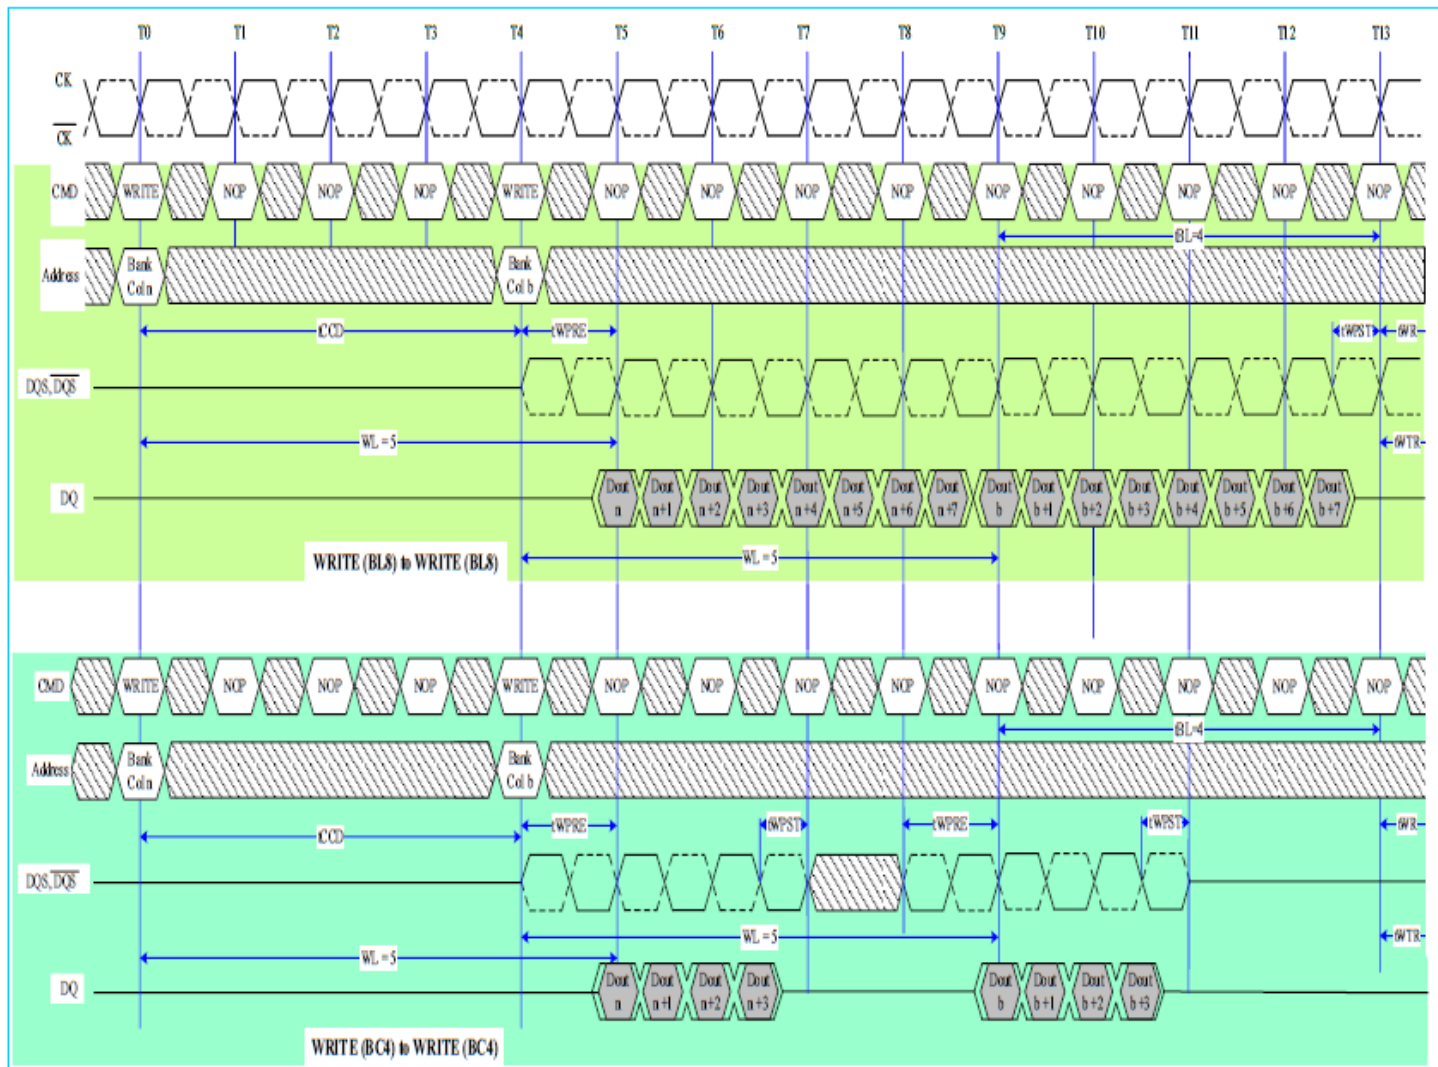 T0 T1 T2 T3 T4 T5 T6 T7 T8 T9 T10 T11 T12 T13
CK
CK
CMD WRITE NOP NOP NOP WRITE NOP NOP NOP NOP NOP NOP NOP NOP NOP
tBL=4
Address Bank Col n Bank Col b
tCCD tWPRE tWPST tWR
DQS, DQS
WL = 5 tWTR
DQ Dout n Dout n+1 Dout n+2 Dout n+3 Dout n+4 Dout n+5 Dout n+6 Dout n+7 Dout b Dout b+1 Dout b+2 Dout b+3 Dout b+4 Dout b+5 Dout b+6 Dout b+7
WRITE (BL8) to WRITE (BL8) WL = 5
CMD WRITE NOP NOP NOP WRITE NOP NOP NOP NOP NOP NOP NOP NOP NOP
tBL=4
Address Bank Col n Bank Col b
tCCD tWPRE tWPST tWPRE tWPST tWR
DQS, DQS
WL = 5 tWTR
WL = 5
DQ Dout n Dout n+1 Dout n+2 Dout n+3 Dout b Dout b+1 Dout b+2 Dout b+3
WRITE (BC4) to WRITE (BC4)